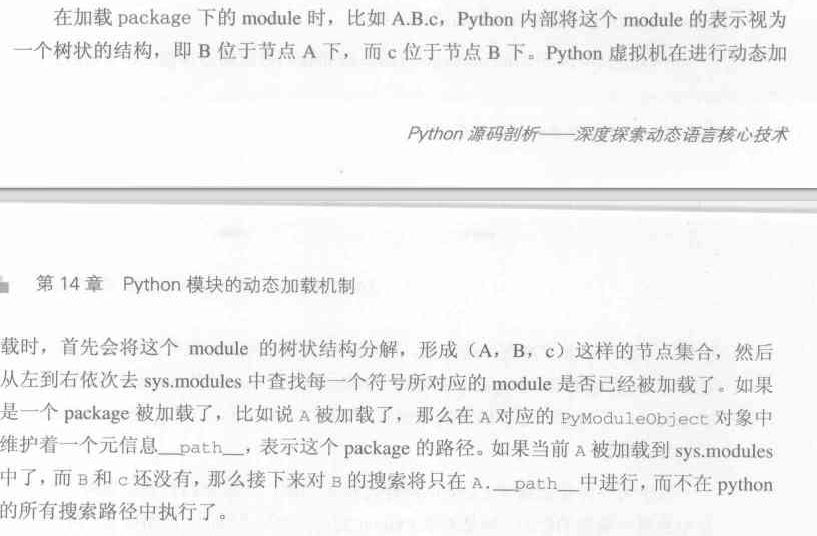 在加载 package 下的 module 时，比如 A.B.c，Python 内部将这个 module 的表示视为
一个树状的结构，即 B 位于节点 A 下，而 c 位于节点 B 下。Python 虚拟机在进行动态加
Python 源码剖析——深度探索动态语言核心技术
第 14 章 Python 模块的动态加载机制
载时，首先会将这个 module 的树状结构分解，形成（A，B，c）这样的节点集合，然后
从左到右依次去 sys.modules 中查找每一个符号所对应的 module 是否已经被加载了。如果
是一个 package 被加载了，比如说 A 被加载了，那么在 A 对应的 PyModuleObject 对象中
维护着一个元信息__path__，表示这个 package 的路径。如果当前 A 被加载到 sys.modules
中了，而 B 和 c 还没有，那么接下来对 B 的搜索将只在 A.__path__中进行，而不在 python
的所有搜索路径中执行了。